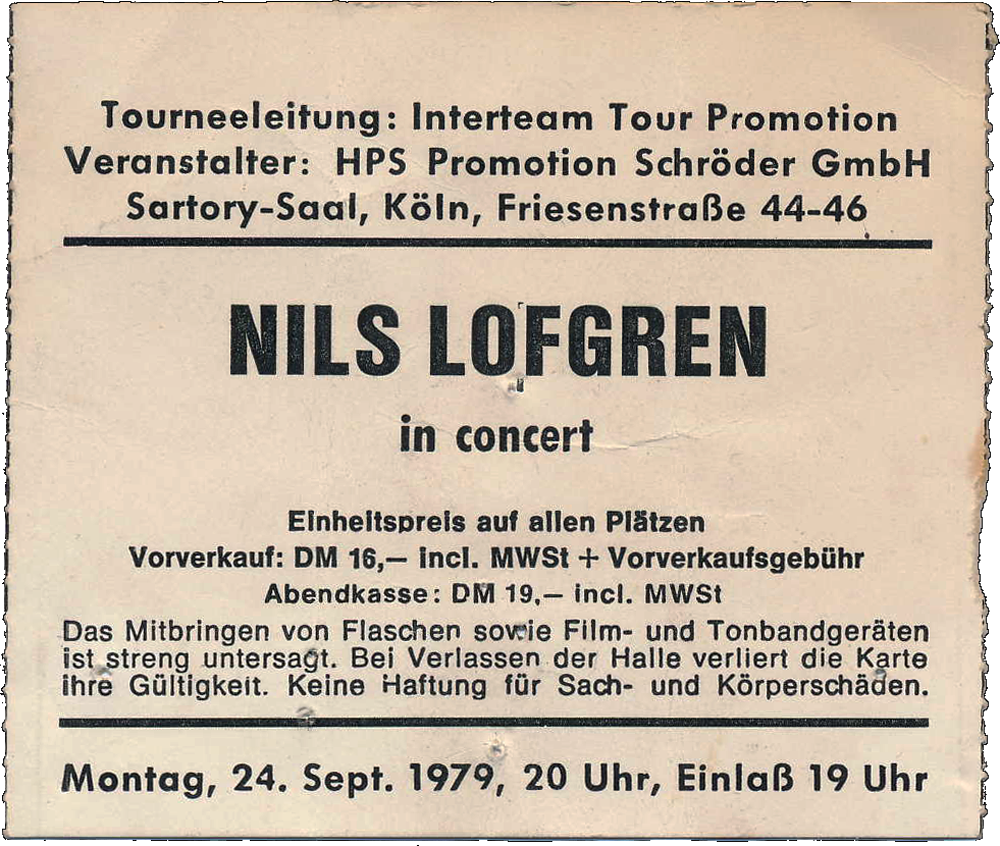 Tourneeleitung: Interteam Tour Promotion
Veranstalter: HPS Promotion Schröder GmbH
Sartory-Saal, Köln, Friesenstraße 44-46
NILS LOFGREN
in concert
Einheitspreis auf allen Plätzen
Vorverkauf: DM 16,— incl. MWSt + Vorverkaufsgebühr
Abendkasse: DM 19,— incl. MWSt
Das Mitbringen von Flaschen sowie Film- und Tonbandgeräten
ist streng untersagt. Bei Verlassen der Halle verliert die Karte
ihre Gültigkeit. Keine Haftung für Sach- und Körperschäden.
Montag, 24. Sept. 1979, 20 Uhr, Einlaß 19 Uhr